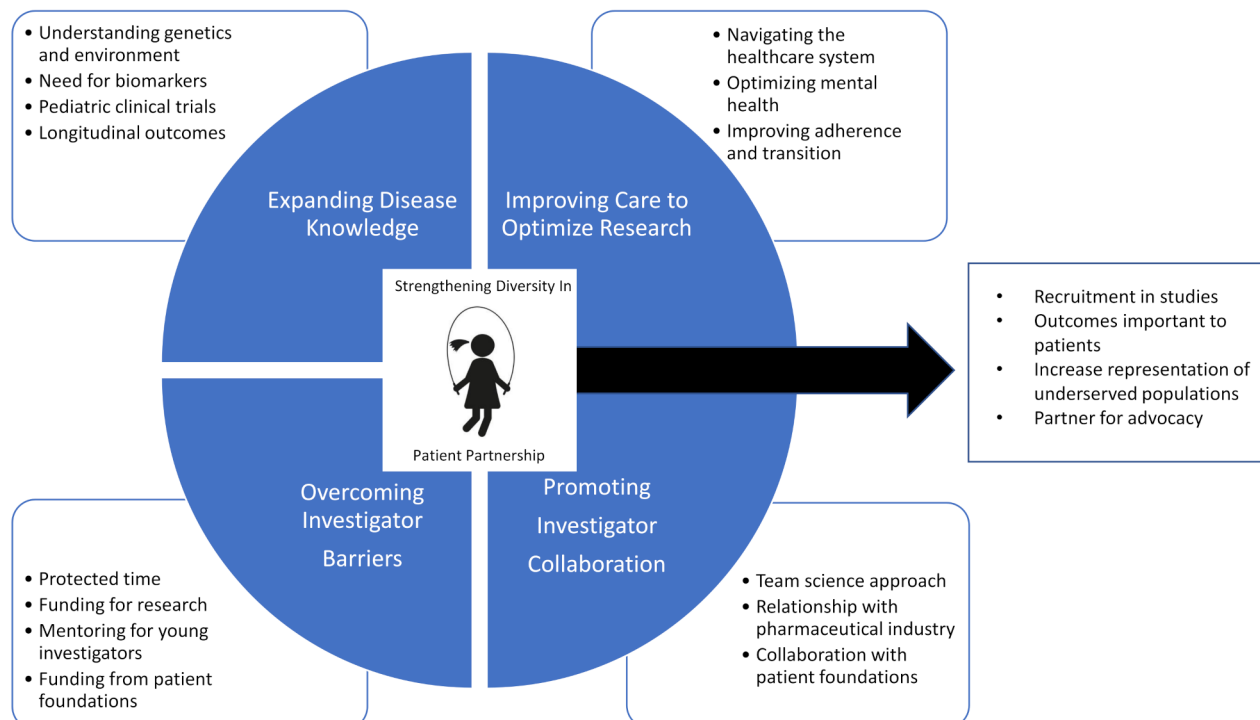 • Understanding genetics
and environment
• Need for biomarkers
• Pediatric clinical trials
• Longitudinal outcomes
• Navigating the
healthcare system
• Optimizing mental
health
• Improving adherence
and transition
Expanding Disease
Knowledge
Improving Care to
Optimize Research
Strengthening Diversity In
Patient Partnership
• Recruitment in studies
• Outcomes important to
patients
• Increase representation of
underserved populations
• Partner for advocacy
Overcoming
Investigator
Barriers
Promoting
Investigator
Collaboration
• Protected time
• Funding for research
• Mentoring for young
investigators
• Funding from patient
foundations
• Team science approach
• Relationship with
pharmaceutical industry
• Collaboration with
patient foundations